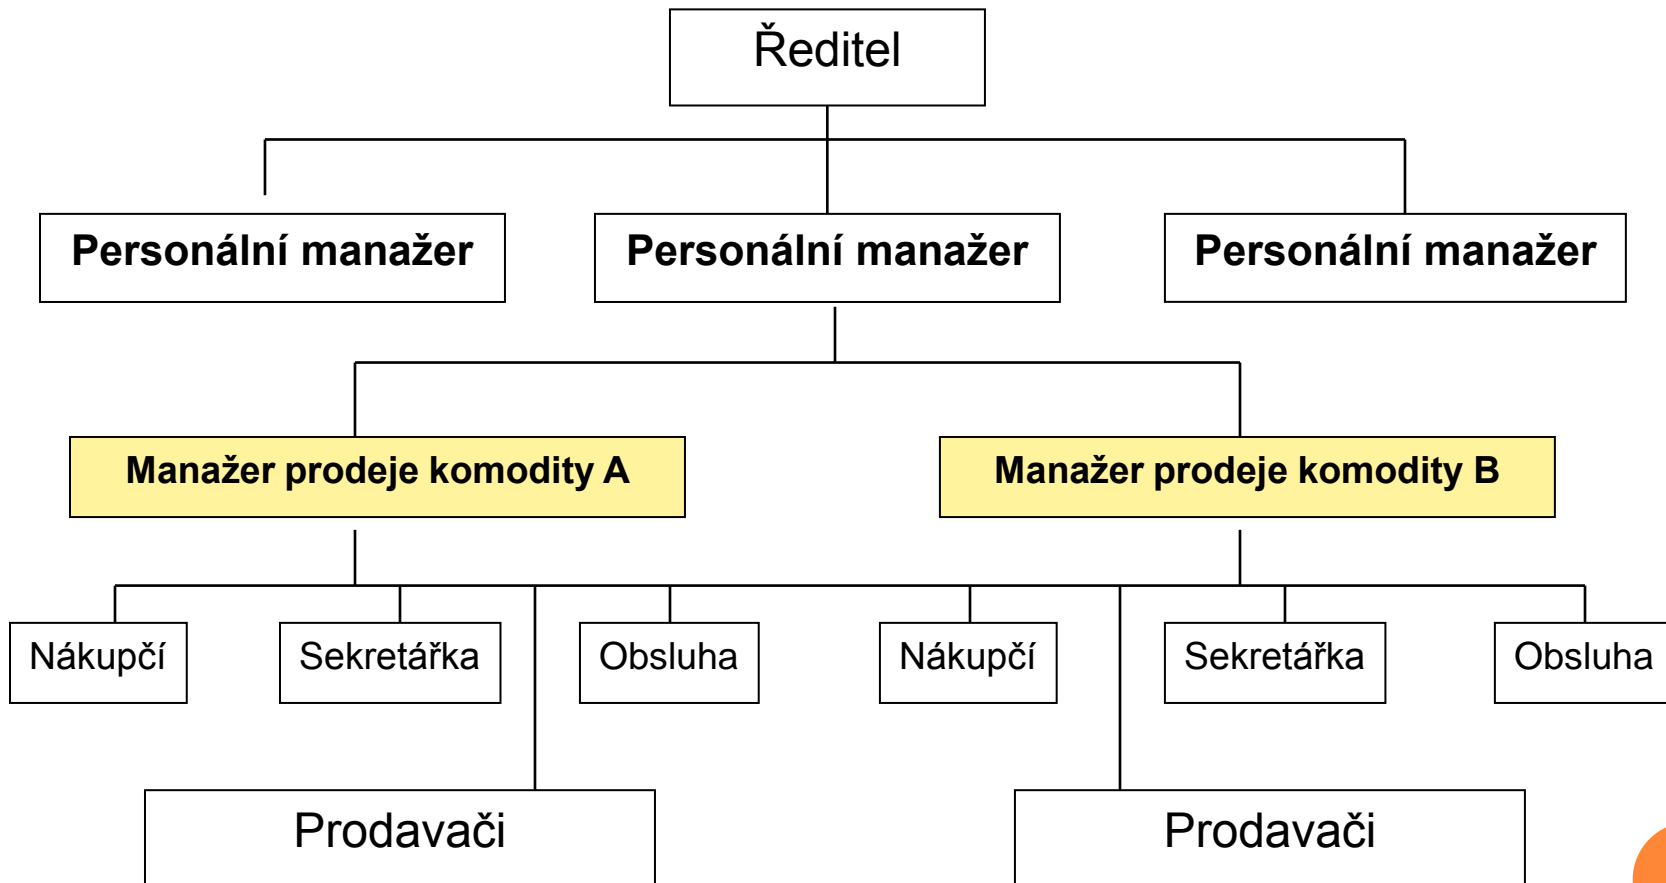 Ředitel
Personální manažer
Personální manažer
Personální manažer
Manažer prodeje komodity A
Manažer prodeje komodity B
Nákupčí
Sekretářka
Obsluha
Nákupčí
Sekretářka
Obsluha
Prodavači
Prodavači